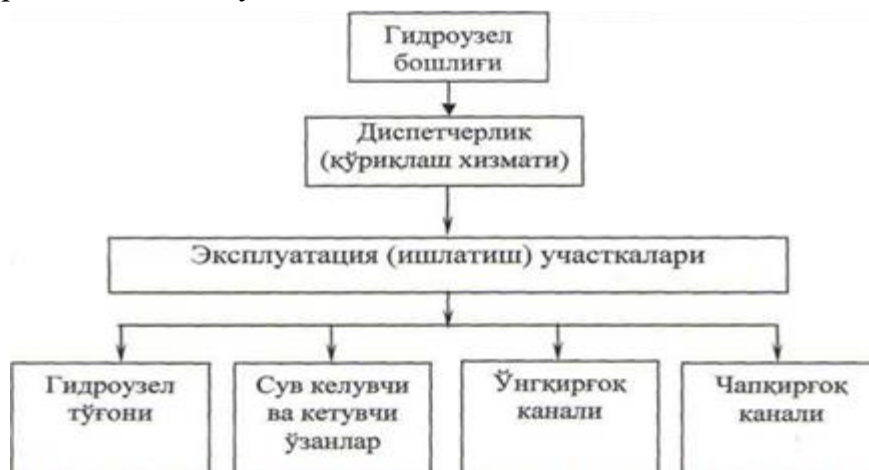 Гидроузел
бошлиғи
Диспетчерлик
(қўриқлаш хизмати)
Эксплуатация (ишлатиш) участкалари
Гидроузел
тўғони
Сув келувчи
ва кетувчи
ўзанлар
Ўнгқирғоқ
канали
Чапқирғоқ
канали